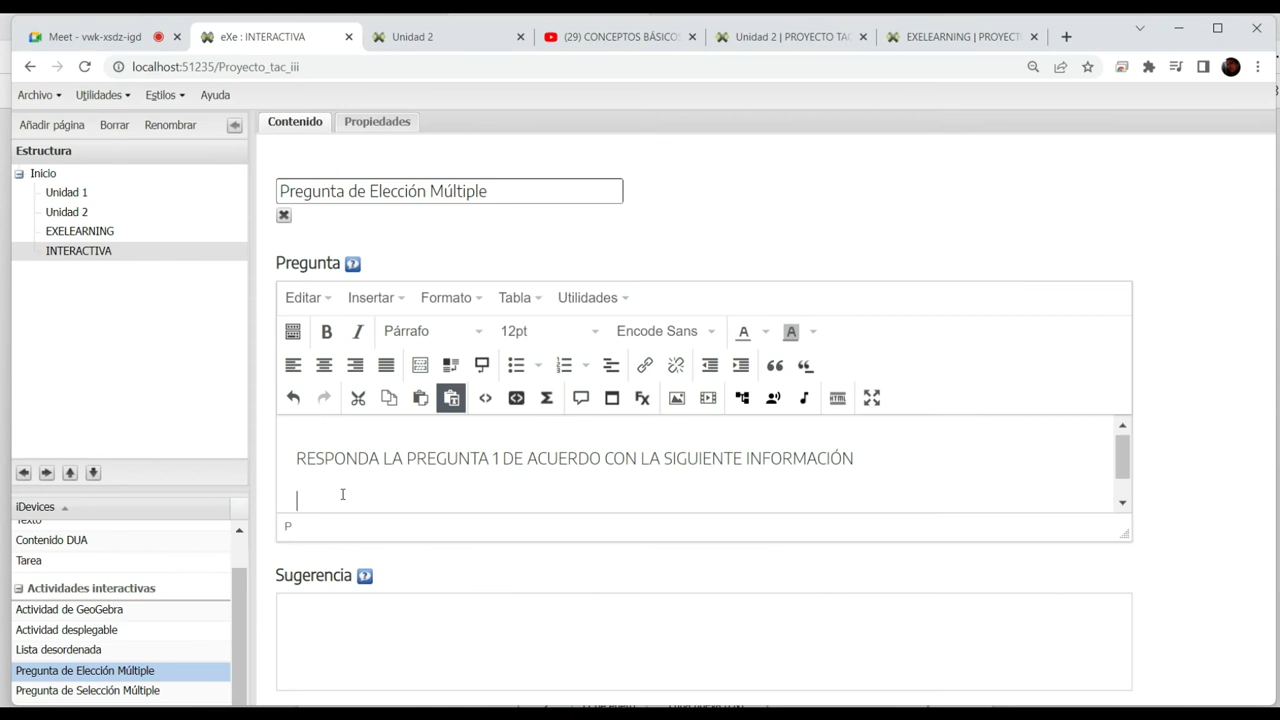 Meet - vwk-xsdz-igd
eXe : INTERACTIVA
Unidad 2
(29) CONCEPTOS BÁSICOS
Unidad 2 | PROYECTO TAC
EXELEARNING | PROYECT
localhost:51235/Proyecto_tac_iii
Archivo
Utilidades
Estilos
Ayuda
Añadir página
Borrar
Renombrar
Contenido
Propiedades
Estructura
Inicio
Unidad 1
Unidad 2
EXELEARNING
INTERACTIVA
Pregunta de Elección Múltiple
Pregunta
Editar
Insertar
Formato
Tabla
Utilidades
B
I
Párrafo
12pt
Encode Sans
A
A
RESPONDA LA PREGUNTA 1 DE ACUERDO CON LA SIGUIENTE INFORMACIÓN
P
Sugerencia
iDevices
Texto
Contenido DUA
Tarea
Actividades interactivas
Actividad de GeoGebra
Actividad desplegable
Lista desordenada
Pregunta de Elección Múltiple
Pregunta de Selección Múltiple